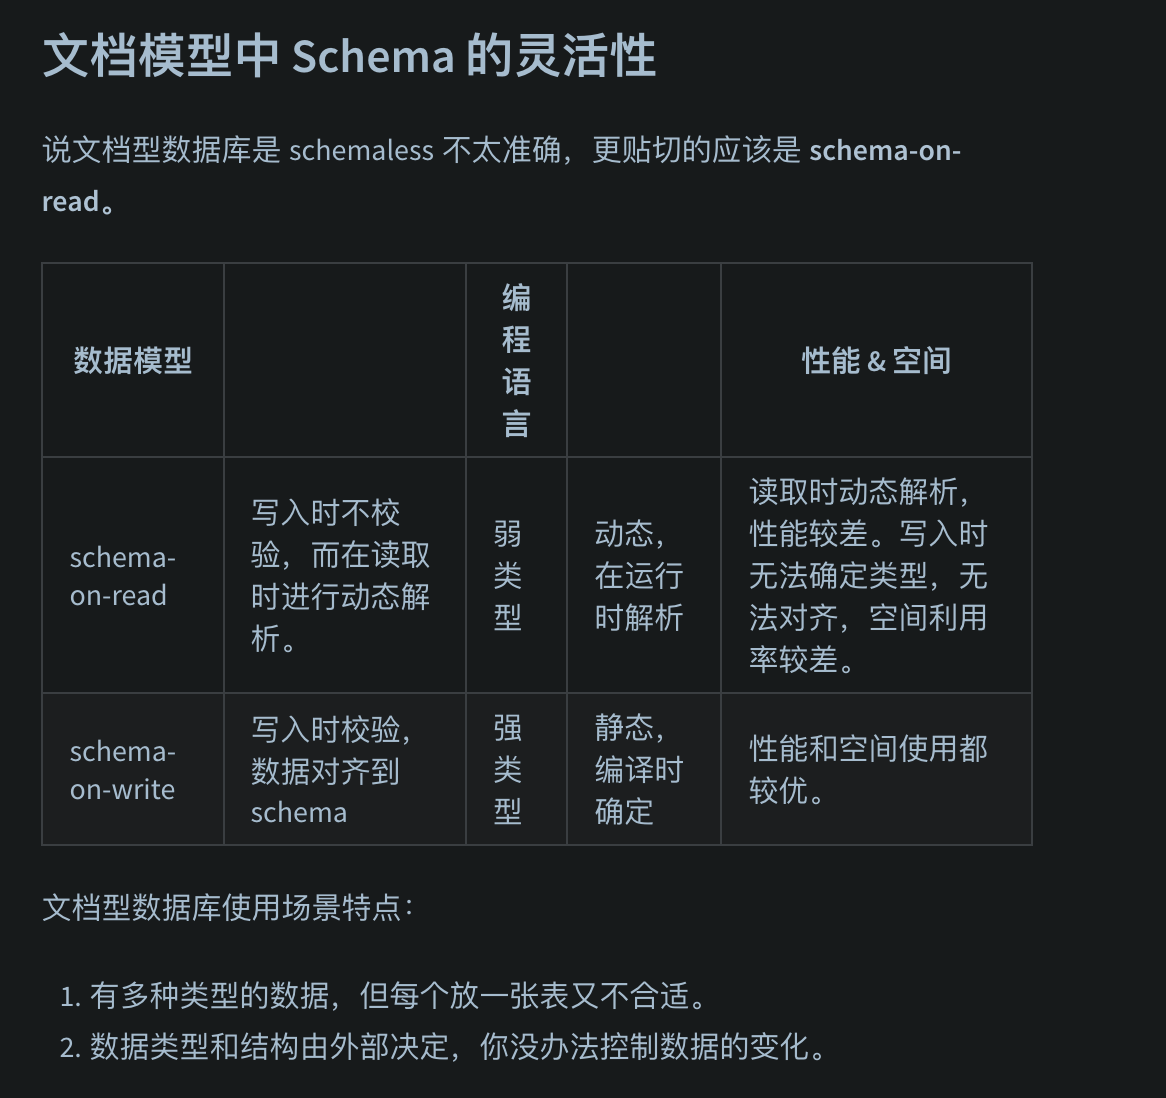 文档模型中 Schema 的灵活性
说文档型数据库是 schemaless 不太准确，更贴切的应该是 schema-on-
read。
数据模型
编
程
语
言
性能 & 空间
schema-
on-read
写入时不校
验，而在读取
时进行动态解
析。
弱
类
型
动态，
在运行
时解析
读取时动态解析，
性能较差。写入时
无法确定类型，无
法对齐，空间利用
率较差。
schema-
on-write
写入时校验，
数据对齐到
schema
强
类
型
静态，
编译时
确定
性能和空间使用都
较优。
文档型数据库使用场景特点：
1. 有多种类型的数据，但每个放一张表又不合适。
2. 数据类型和结构由外部决定，你没办法控制数据的变化。